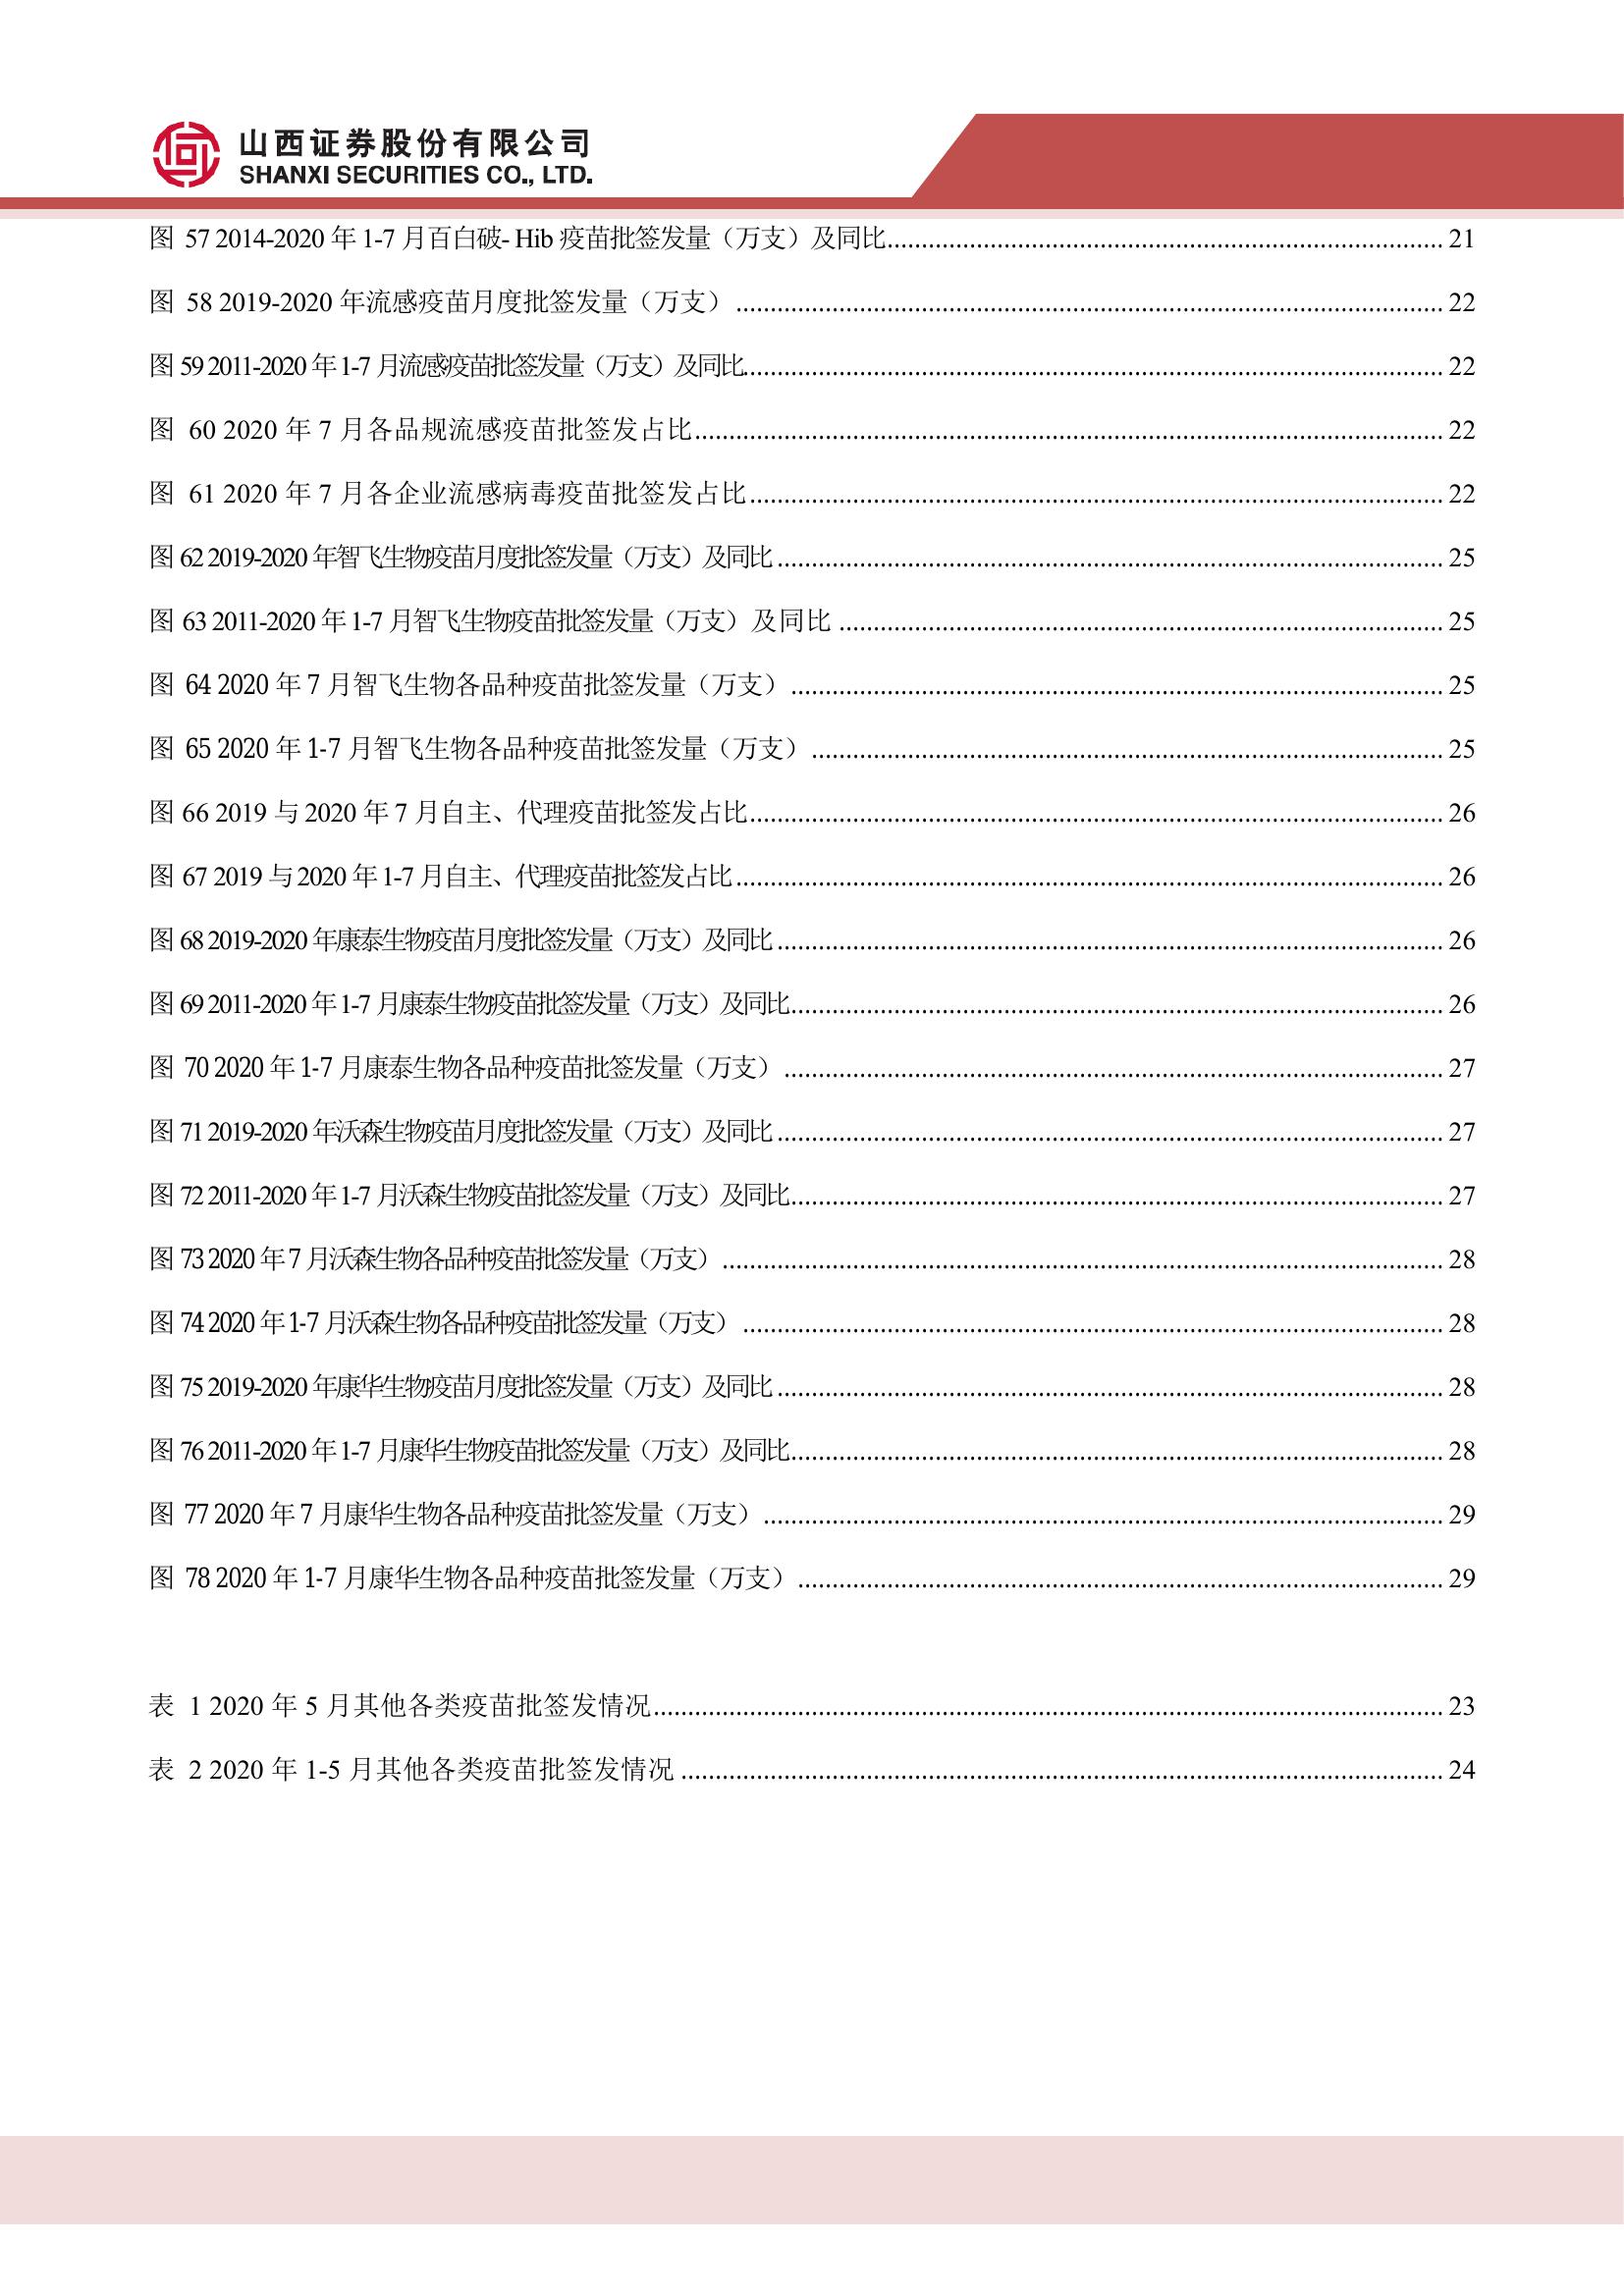 山西证券股份有限公司
SHANXI SECURITIES CO., LTD.
图 57 2014-2020 年 1-7 月百白破- Hib 疫苗批签发量（万支）及同比 21
图 58 2019-2020 年流感疫苗月度批签发量（万支） 22
图 59 2011-2020 年 1-7 月流感疫苗批签发量（万支）及同比 22
图 60 2020 年 7 月各品规流感疫苗批签发占比 22
图 61 2020 年 7 月各企业流感病毒疫苗批签发占比 22
图 62 2019-2020 年智飞生物疫苗月度批签发量（万支）及同比 25
图 63 2011-2020 年 1-7 月智飞生物疫苗批签发量（万支）及同比 25
图 64 2020 年 7 月智飞生物各品种疫苗批签发量（万支） 25
图 65 2020 年 1-7 月智飞生物各品种疫苗批签发量（万支） 25
图 66 2019 与 2020 年 7 月自主、代理疫苗批签发占比 26
图 67 2019 与 2020 年 1-7 月自主、代理疫苗批签发占比 26
图 68 2019-2020 年康泰生物疫苗月度批签发量（万支）及同比 26
图 69 2011-2020 年 1-7 月康泰生物疫苗批签发量（万支）及同比 26
图 70 2020 年 1-7 月康泰生物各品种疫苗批签发量（万支） 27
图 71 2019-2020 年沃森生物疫苗月度批签发量（万支）及同比 27
图 72 2011-2020 年 1-7 月沃森生物疫苗批签发量（万支）及同比 27
图 73 2020 年 7 月沃森生物各品种疫苗批签发量（万支） 28
图 74 2020 年 1-7 月沃森生物各品种疫苗批签发量（万支） 28
图 75 2019-2020 年康华生物疫苗月度批签发量（万支）及同比 28
图 76 2011-2020 年 1-7 月康华生物疫苗批签发量（万支）及同比 28
图 77 2020 年 7 月康华生物各品种疫苗批签发量（万支） 29
图 78 2020 年 1-7 月康华生物各品种疫苗批签发量（万支） 29
表 1 2020 年 5 月其他各类疫苗批签发情况 23
表 2 2020 年 1-5 月其他各类疫苗批签发情况 24